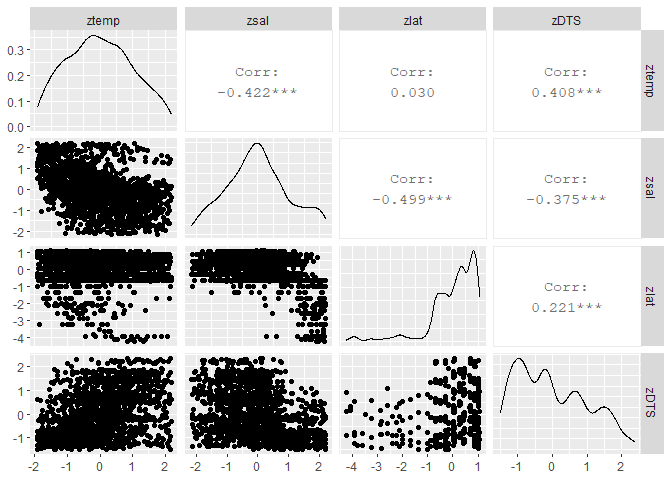 ztemp zsal zlat zDTS
0.3
0.2
0.1
0.0
Corr:
-0.422***
Corr:
0.030
Corr:
0.408***
ztemp
2
1
0
-1
-2
Corr:
-0.499***
Corr:
-0.375***
zsal
1
0
-1
-2
-3
-4
Corr:
0.221***
zlat
2
1
0
-1
zDTS
-2 -1 0 1 2
-2 -1 0 1 2
-4 -3 -2 -1 0 1
-1 0 1 2